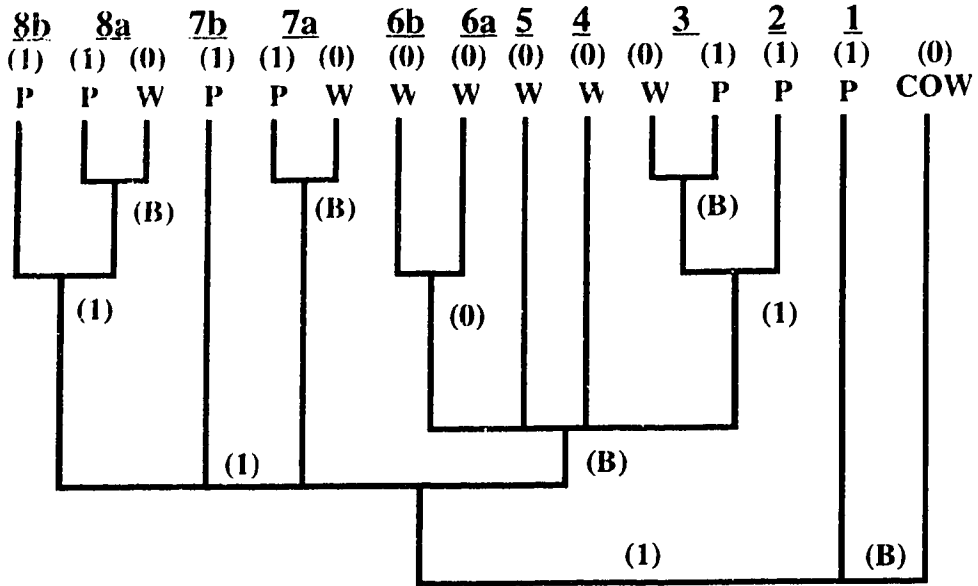 8b 8a 7b 7a 6b 6a 5 4 3 2 1
(1) (1) (0) (1) (1) (0) (0) (0) (0) (0) (0) (1) (1) (1) (0)
P P W P P W W W W W W P P P COW
(B) (B) (B)
(1) (0) (1)
(1) (B)
(1) (B)